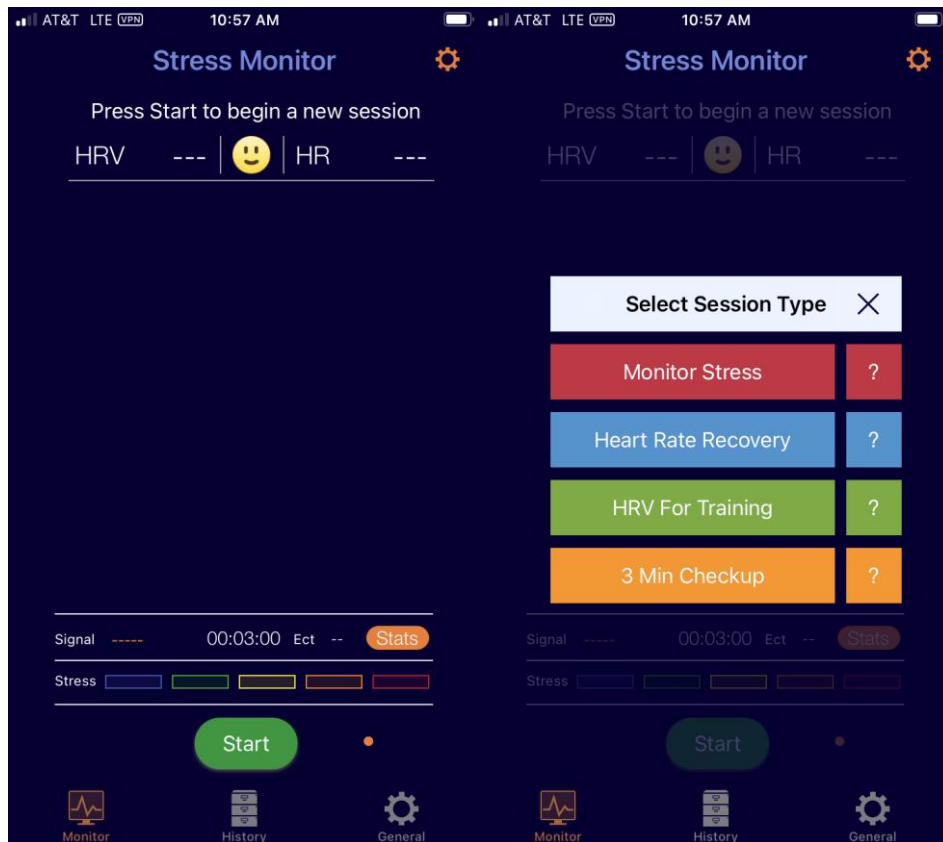 AT&T LTE VPN 10:57 AM
Stress Monitor
Press Start to begin a new session
HRV --- HR ---
Signal ----- 00:03:00 Ect -- Stats
Stress
Start
Monitor History General
AT&T LTE VPN 10:57 AM
Stress Monitor
Press Start to begin a new session
HRV --- HR ---
Select Session Type
Monitor Stress ?
Heart Rate Recovery ?
HRV For Training ?
3 Min Checkup ?
Signal ----- 00:03:00 Ect -- Stats
Stress
Start
Monitor History General